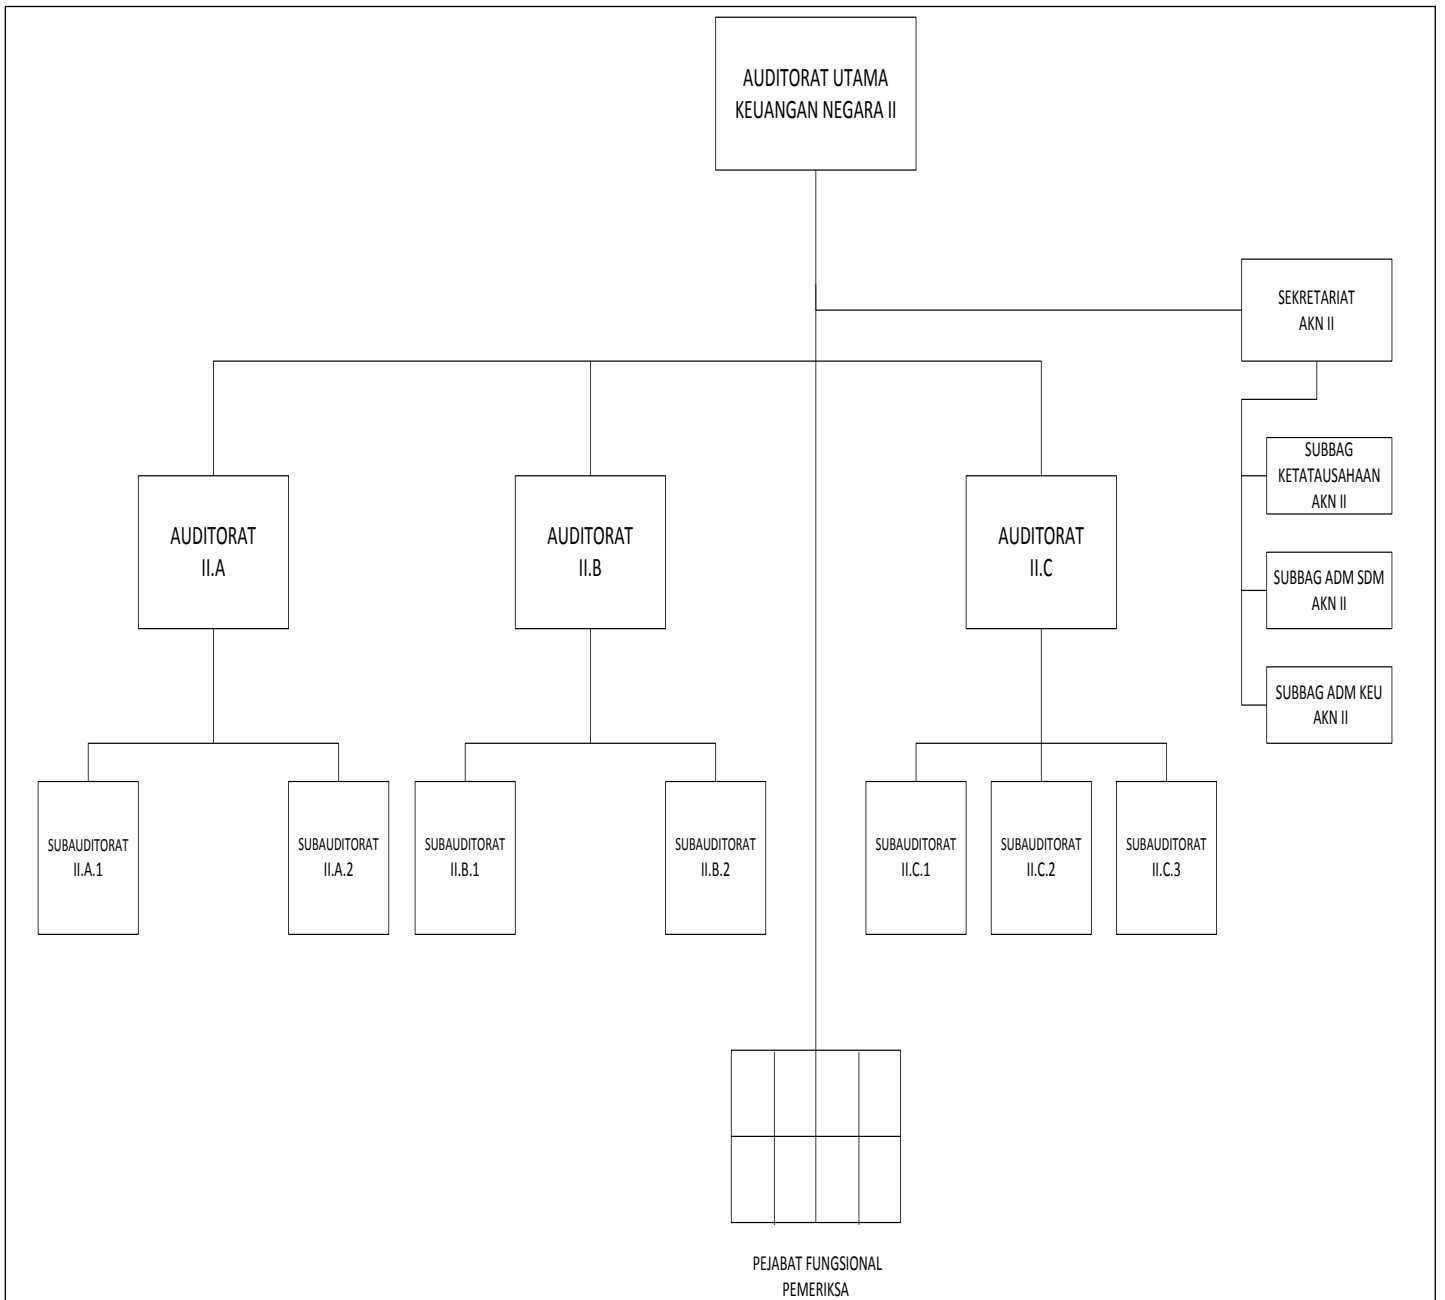 AUDITORAT UTAMA
KEUANGAN NEGARA II
SEKRETARIAT
AKN II
SUBBAG
KETATAUSAHAAN
AKN II
SUBBAG ADM SDM
AKN II
SUBBAG ADM KEU
AKN II
AUDITORAT
II.A
AUDITORAT
II.B
AUDITORAT
II.C
SUBAUDITORAT
II.A.1
SUBAUDITORAT
II.A.2
SUBAUDITORAT
II.B.1
SUBAUDITORAT
II.B.2
SUBAUDITORAT
II.C.1
SUBAUDITORAT
II.C.2
SUBAUDITORAT
II.C.3
PEJABAT FUNGSIONAL
PEMERIKSA